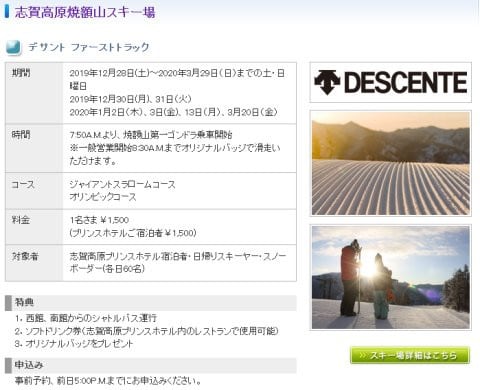 志賀高原焼額山スキー場
デサント ファーストトラック
期間
2019年12月28日(土)～2020年3月29日(日)までの土・日
曜日
2019年12月30日(月)、31日(火)
2020年1月2日(木)、3日(金)、13日(月)、3月20日(金)
時間
7:50A.M.より、焼額山第一ゴンドラ乗車開始
※一般営業開始8:30A.M.までオリジナルバッジで滑走い
ただけます。
コース
ジャイアントスラロームコース
オリンピックコース
料金
1名さま￥1,500
(プリンスホテルご宿泊者￥1,500)
対象者
志賀高原プリンスホテル宿泊者・日帰りスキーヤー・スノー
ボーダー(各日60名)
DESCENTE
特典
1. 西館、南館からのシャトルバス運行
2. ソフトドリンク券(志賀高原プリンスホテル内のレストランで使用可能)
3. オリジナルバッジをプレゼント
スキー場詳細はこちら
申込み
事前予約、前日5:00P.M.までにお申込みください。